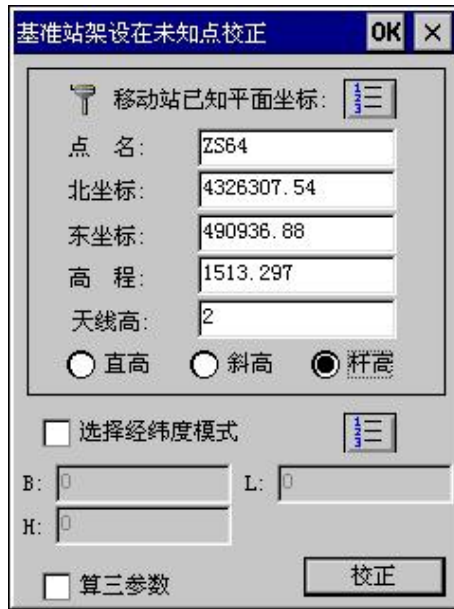 基准站架设在未知点校正 OK ×
移动站已知平面坐标:
点 名: ZS64
北坐标: 4326307.54
东坐标: 490936.88
高 程: 1513.297
天线高: 2
直高 斜高 秆高
选择经纬度模式
B: 0 L: 0
H: 0
算三参数 校正